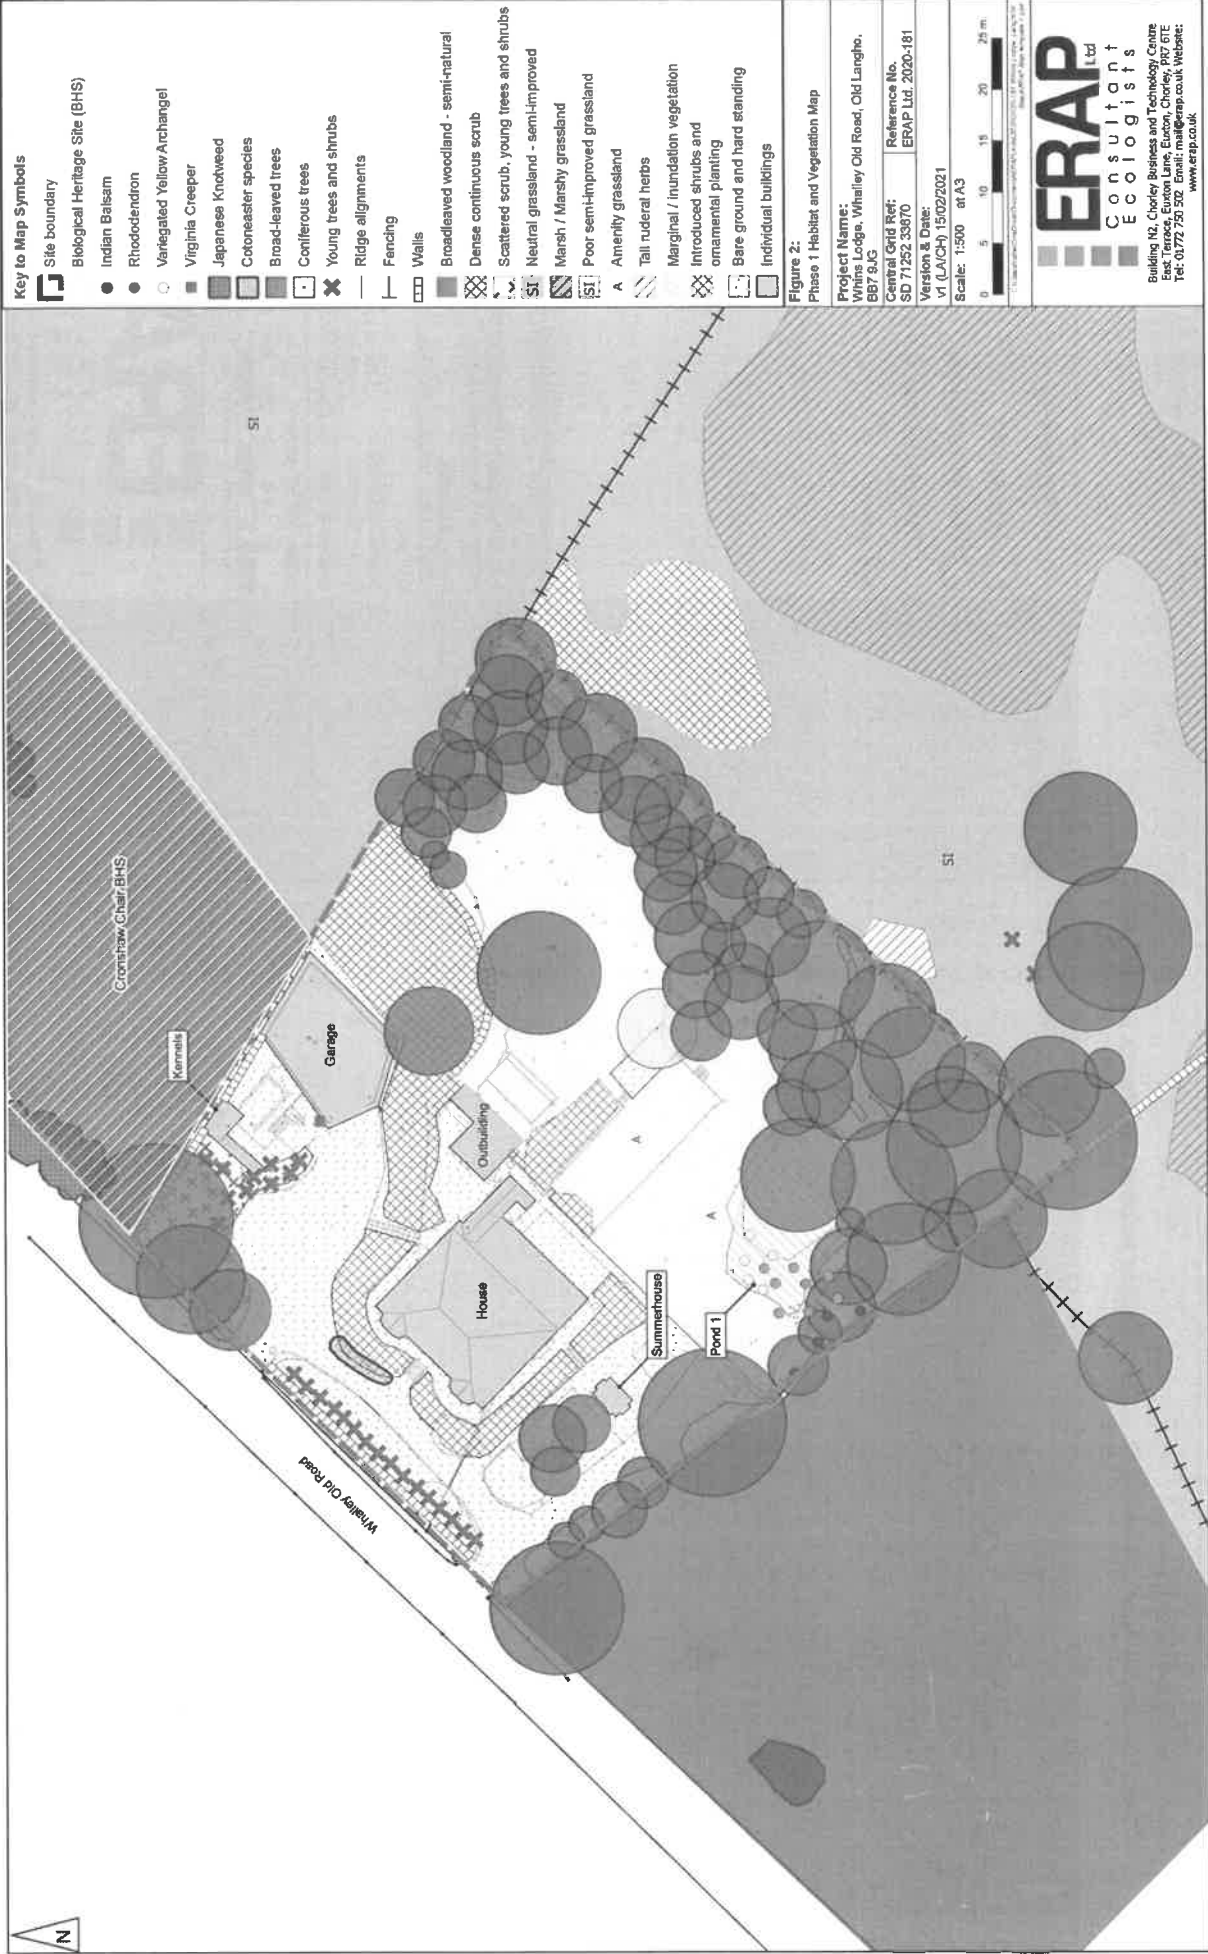 Key to Map Symbols
Site boundary
Biological Heritage Site (BHS)
Indian Balsam
Rhododendron
Variegated Yellow Archangel
Virginia Creeper
Japanese Knotweed
Cotoneaster species
Broad-leaved trees
Coniferous trees
Young trees and shrubs
Ridge alignments
Fencing
Walls
Broadleaved woodland - semi-natural
Dense continuous scrub
Scattered scrub, young trees and shrubs
SI Neutral grassland - semi-improved
Marsh / Marshy grassland
SI Poor semi-improved grassland
A Amenity grassland
Tall ruderal herbs
Marginal / inundation vegetation
Introduced shrubs and
ornamental planting
Bare ground and hard standing
Individual buildings
Figure 2:
Phase 1 Habitat and Vegetation Map
Project Name:
Whins Lodge, Whalley Old Road, Old Langho,
BB7 9JG
Central Grid Ref:
SD 71252 33870
Reference No.
ERAP Ltd. 2020-181
Version & Date:
v1 (LA/CH) 15/02/2021
Scale: 1:500 at A3
0 5 10 15 20 25 m
ERAP
Ltd
Consultant
Ecologists
Building N2, Chorley Business and Technology Centre
East Terrace, Euxton Lane, Euxton, Chorley, PR7 6TE
Tel: 01772 750 502 Email: mail@erap.co.uk Website:
www.erap.co.uk
N
Cronshaw Chair BHS
SI
Kennels
Garage
Outbuilding
House
Whalley Old Road
A
A
Summerhouse
Pond 1
SI